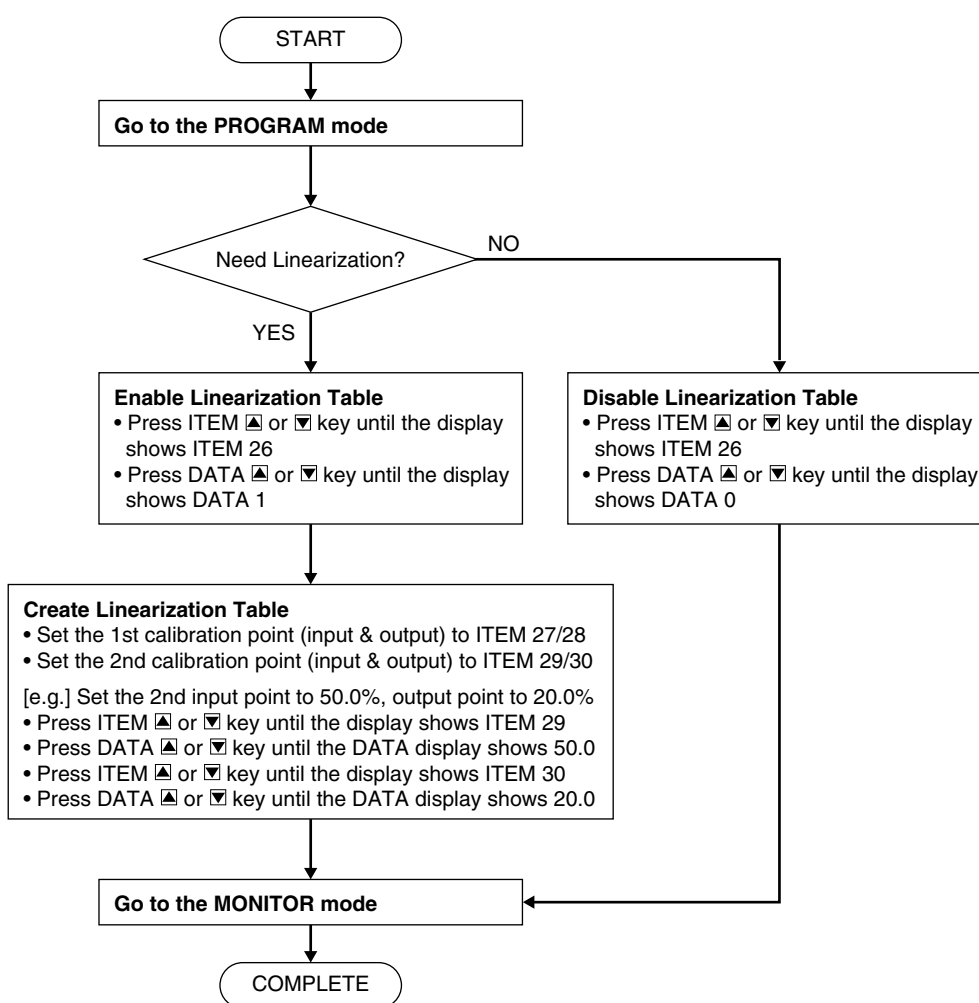 START
Go to the PROGRAM mode
Need Linearization?
NO
YES
Enable Linearization Table
• Press ITEM ▲ or ▼ key until the display
shows ITEM 26
• Press DATA ▲ or ▼ key until the display
shows DATA 1
Disable Linearization Table
• Press ITEM ▲ or ▼ key until the display
shows ITEM 26
• Press DATA ▲ or ▼ key until the display
shows DATA 0
Create Linearization Table
• Set the 1st calibration point (input & output) to ITEM 27/28
• Set the 2nd calibration point (input & output) to ITEM 29/30
[e.g.] Set the 2nd input point to 50.0%, output point to 20.0%
• Press ITEM ▲ or ▼ key until the display shows ITEM 29
• Press DATA ▲ or ▼ key until the DATA display shows 50.0
• Press ITEM ▲ or ▼ key until the display shows ITEM 30
• Press DATA ▲ or ▼ key until the DATA display shows 20.0
Go to the MONITOR mode
COMPLETE